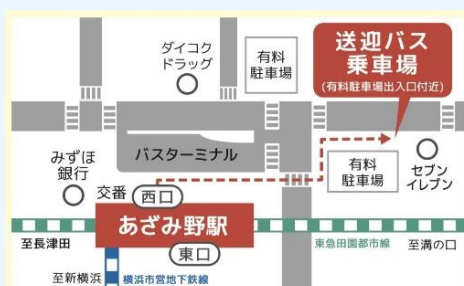 ダイコク
ドラッグ
有料
駐車場
送迎バス
乗車場
(有料駐車場出入口付近)
みずほ
銀行
バスターミナル
交番
西口
有料
駐車場
セブン
イレブン
あざみ野駅
東口
至長津田
東急田園都市線
至溝の口
至新横浜
横浜市営地下鉄線